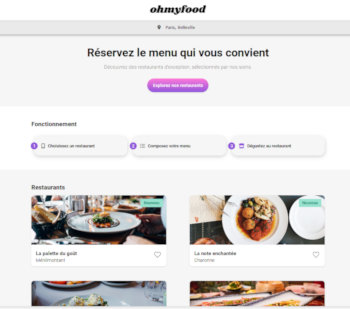 ohmyfood
Paris, Belleville
Réservez le menu qui vous convient
Découvrez des restaurants d'exception, sélectionnés par nos soins.
Explorez nos restaurants
Fonctionnement
1 Choisissez un restaurant
2 Composez votre menu
3 Dégustez au restaurant
Restaurants
Nouveau
Nouveau
La palette du goût
Ménilmontant
La note enchantée
Charonne